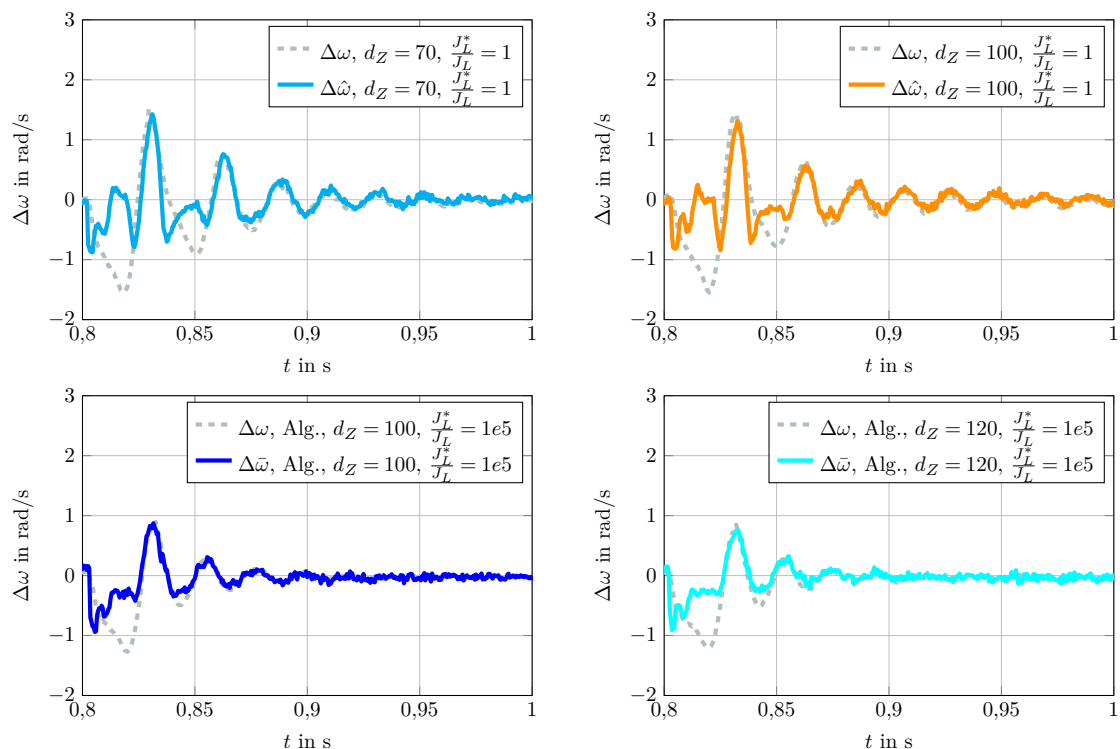 3
2
1
0
−1
−2
0,8
0,85
0,9
0,95
1
t in s
Δω in rad/s
Δω, d_Z = 70, J_L^*/J_L = 1
Δω̂, d_Z = 70, J_L^*/J_L = 1
3
2
1
0
−1
−2
0,8
0,85
0,9
0,95
1
t in s
Δω in rad/s
Δω, d_Z = 100, J_L^*/J_L = 1
Δω̂, d_Z = 100, J_L^*/J_L = 1
3
2
1
0
−1
−2
0,8
0,85
0,9
0,95
1
t in s
Δω in rad/s
Δω, Alg., d_Z = 100, J_L^*/J_L = 1e5
Δω̄, Alg., d_Z = 100, J_L^*/J_L = 1e5
3
2
1
0
−1
−2
0,8
0,85
0,9
0,95
1
t in s
Δω in rad/s
Δω, Alg., d_Z = 120, J_L^*/J_L = 1e5
Δω̄, Alg., d_Z = 120, J_L^*/J_L = 1e5